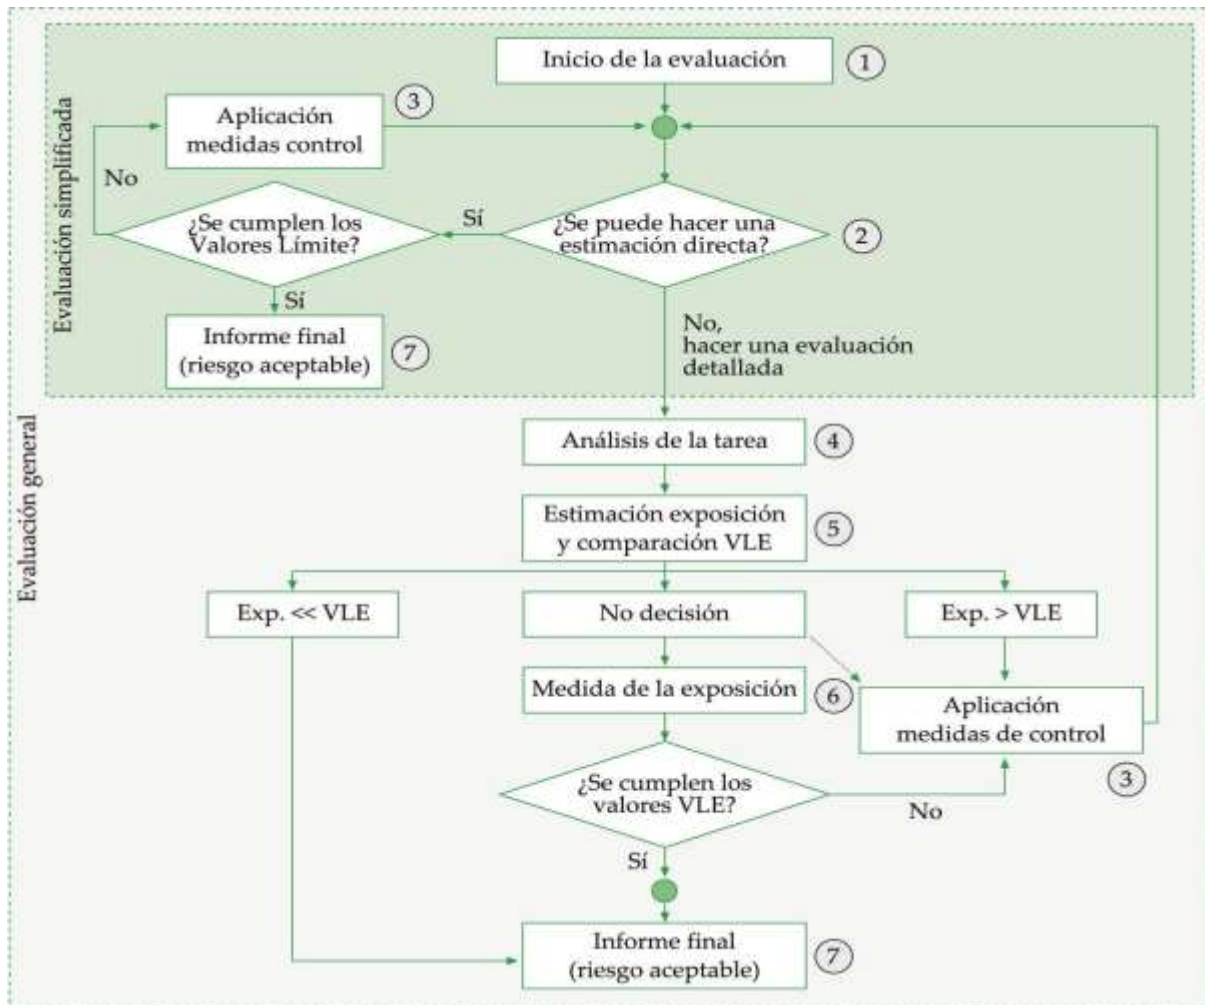 Inicio de la evaluación
1
3
Aplicación
medidas control
No
¿Se cumplen los
Valores Límite?
Sí
¿Se puede hacer una
estimación directa?
2
Sí
Informe final
(riesgo aceptable)
7
No,
hacer una evaluación
detallada
Evaluación simplificada
Evaluación general
Análisis de la tarea
4
Estimación exposición
y comparación VLE
5
Exp. << VLE
No decisión
Exp. > VLE
Medida de la exposición
6
Aplicación
medidas de control
3
¿Se cumplen los
valores VLE?
No
Sí
Informe final
(riesgo aceptable)
7